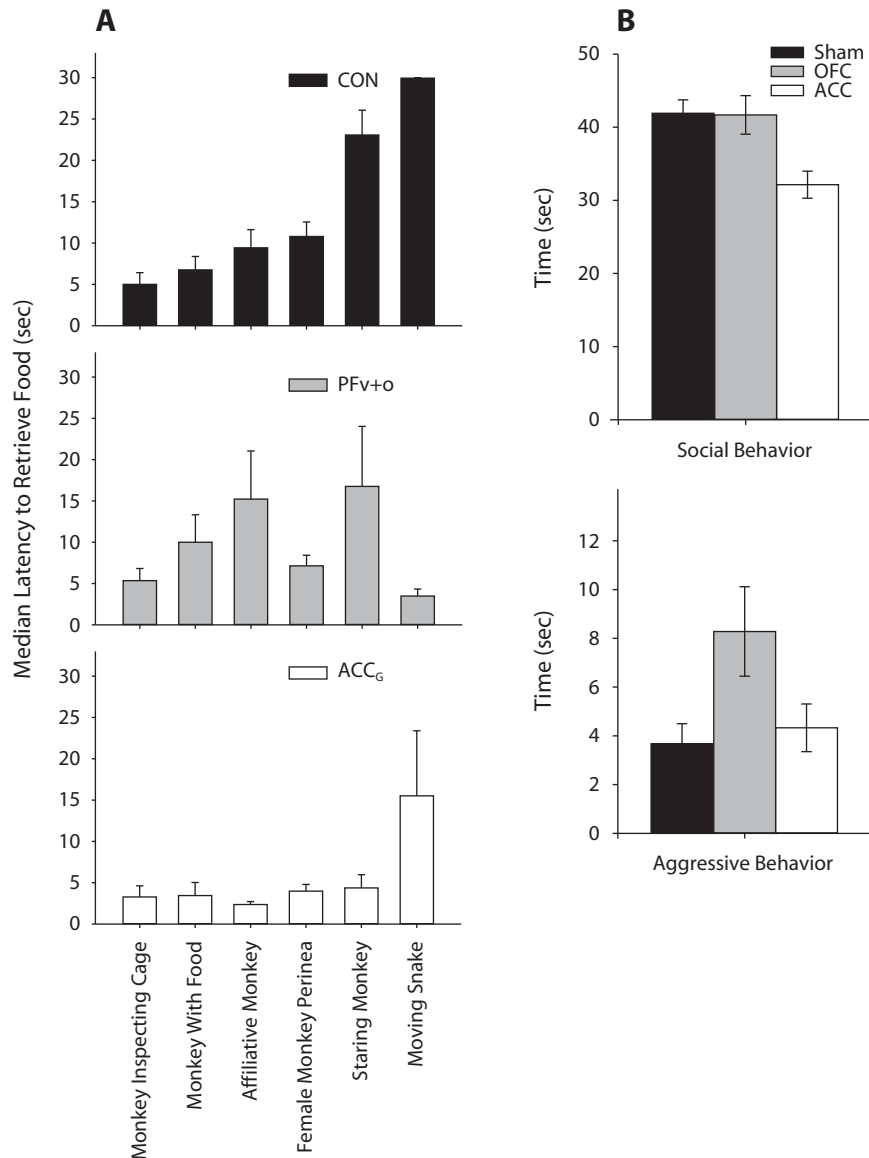 A
Median Latency to Retrieve Food (sec)
30
25
20
15
10
5
0
CON
30
25
20
15
10
5
0
PFv+o
30
25
20
15
10
5
0
ACCG
Monkey Inspecting Cage
Monkey With Food
Affiliative Monkey
Female Monkey Perinea
Staring Monkey
Moving Snake
B
Sham
OFC
ACC
Time (sec)
50
40
30
20
10
0
Social Behavior
Time (sec)
12
10
8
6
4
2
0
Aggressive Behavior